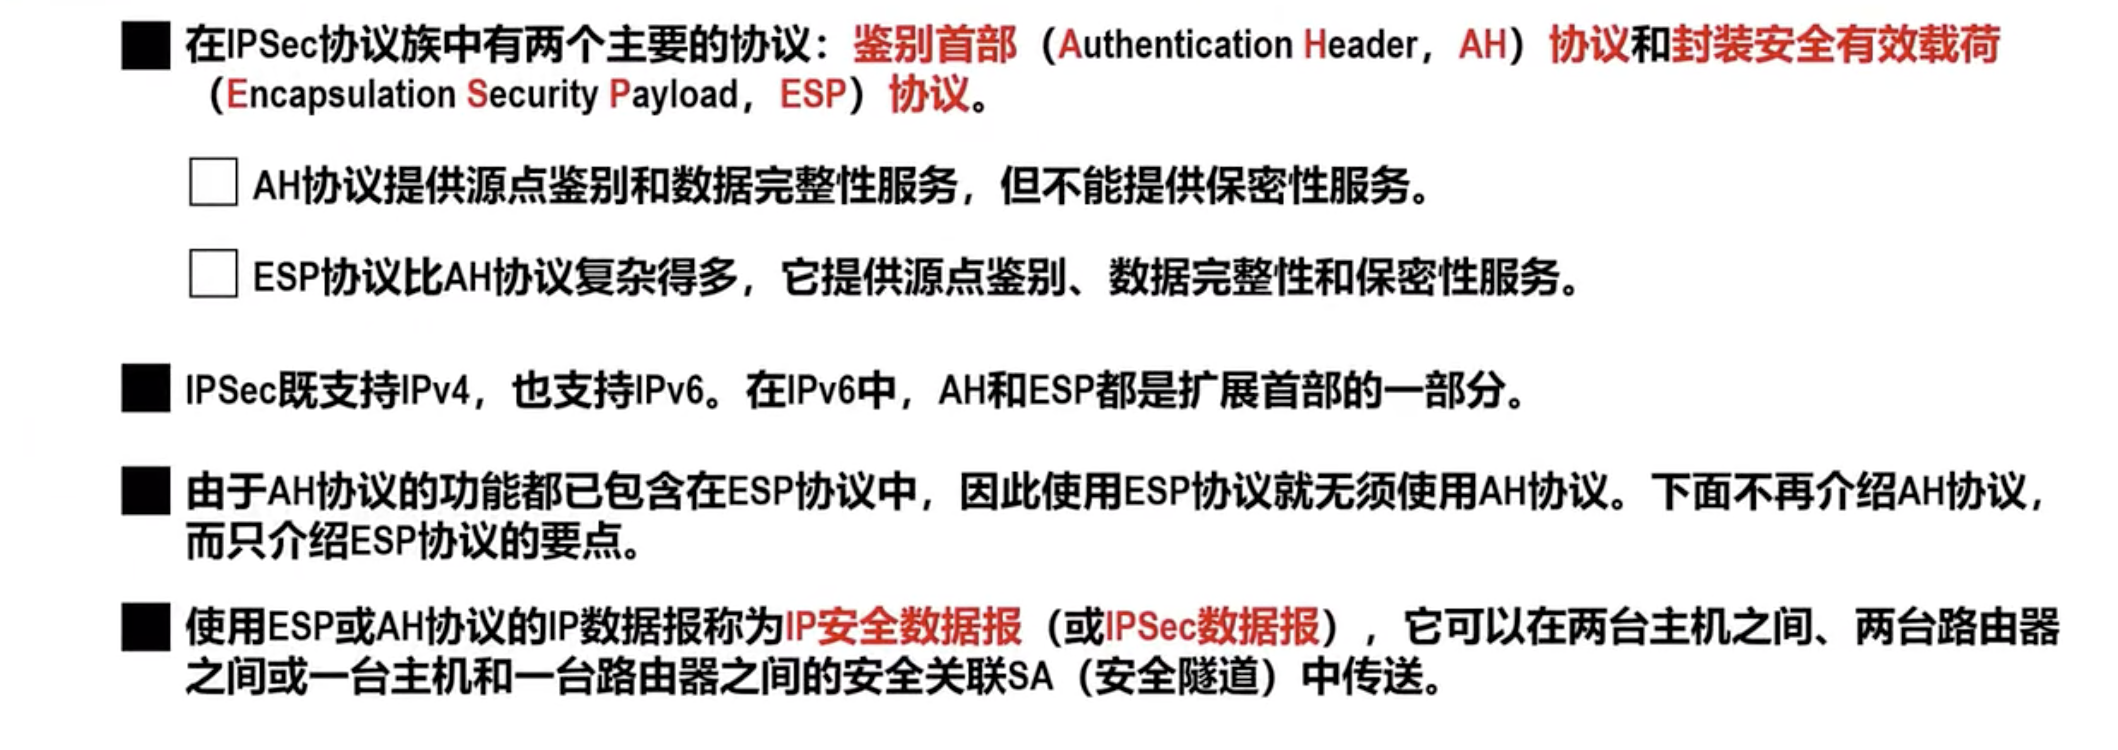 在IPSec协议族中有两个主要的协议：鉴别首部（Authentication Header，AH）协议和封装安全有效载荷
（Encapsulation Security Payload，ESP）协议。
AH协议提供源点鉴别和数据完整性服务，但不能提供保密性服务。
ESP协议比AH协议复杂得多，它提供源点鉴别、数据完整性和保密性服务。
IPSec既支持IPv4，也支持IPv6。在IPv6中，AH和ESP都是扩展首部的一部分。
由于AH协议的功能都已包含在ESP协议中，因此使用ESP协议就无须使用AH协议。下面不再介绍AH协议，
而只介绍ESP协议的要点。
使用ESP或AH协议的IP数据报称为IP安全数据报（或IPSec数据报），它可以在两台主机之间、两台路由器
之间或一台主机和一台路由器之间的安全关联SA（安全隧道）中传送。